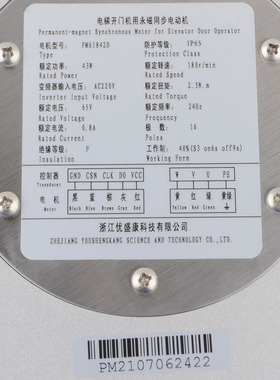 电梯开门机用永磁同步电动机
Permanent-magnet Synchronous Motor for Elevator Door Operator
电机型号: PM61842D 防护等级: IP65
Type Protection Class
额定功率: 43W 额定转速: 180r/min
Rated Power Rated Speed
变频器输入电压: AC220V 额定转矩: 2.3N.m
Inverter Input Voltage Rated Torque
额定电压: 65V 额定频率: 24Hz
Rated Voltage Rated Frequency
额定电流: 0.8A 极数: 16
Rated Current Poles
绝缘等级: F 工作制: 40%(S3 on6s off9s)
Insulation Working Form
控制器 GND CSN CLK DO VCC W V U PE
Tranducer
电机 黑 蓝 棕 灰 红 黄 红 绿 黄绿
Motor Black Blue Brown Gray Red Yellow Red Green
浙江优盛康科技有限公司
ZHEJIANG YOUSHENGKANG SCIENCE AND TECHNOLOGY CO.,LTD
PM2107062422